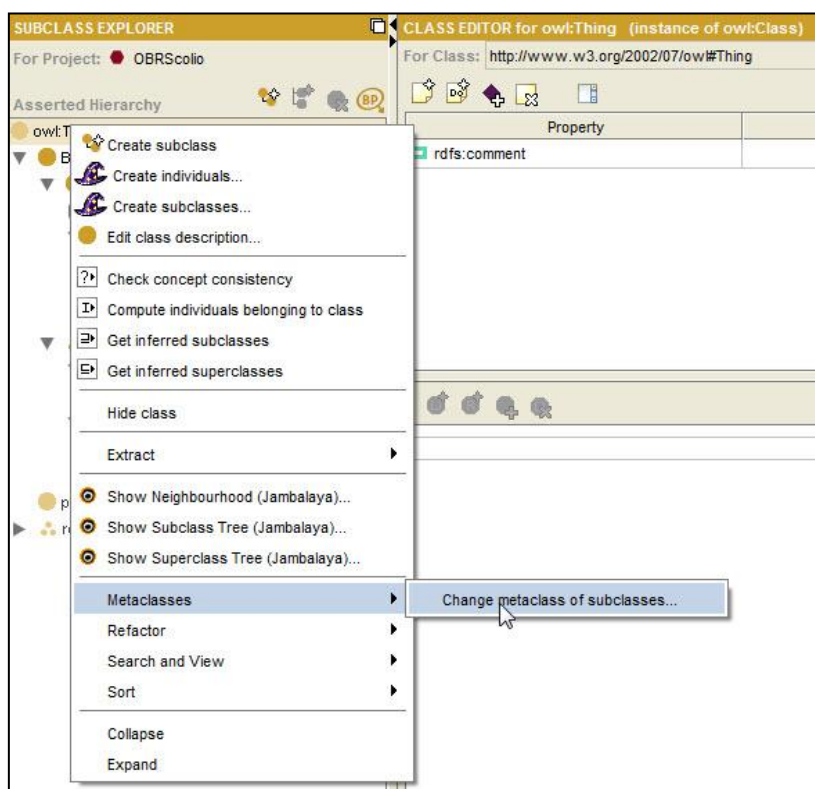 SUBCLASS EXPLORER
For Project: OBRScolio
Asserted Hierarchy
BP
owl:T
B
p
r
Create subclass
Create individuals...
Create subclasses...
Edit class description...
Check concept consistency
Compute individuals belonging to class
Get inferred subclasses
Get inferred superclasses
Hide class
Extract
Show Neighbourhood (Jambalaya)...
Show Subclass Tree (Jambalaya)...
Show Superclass Tree (Jambalaya)...
Metaclasses
Refactor
Search and View
Sort
Collapse
Expand
Change metaclass of subclasses...
CLASS EDITOR for owl:Thing (instance of owl:Class)
For Class: http://www.w3.org/2002/07/owl#Thing
Property
rdfs:comment